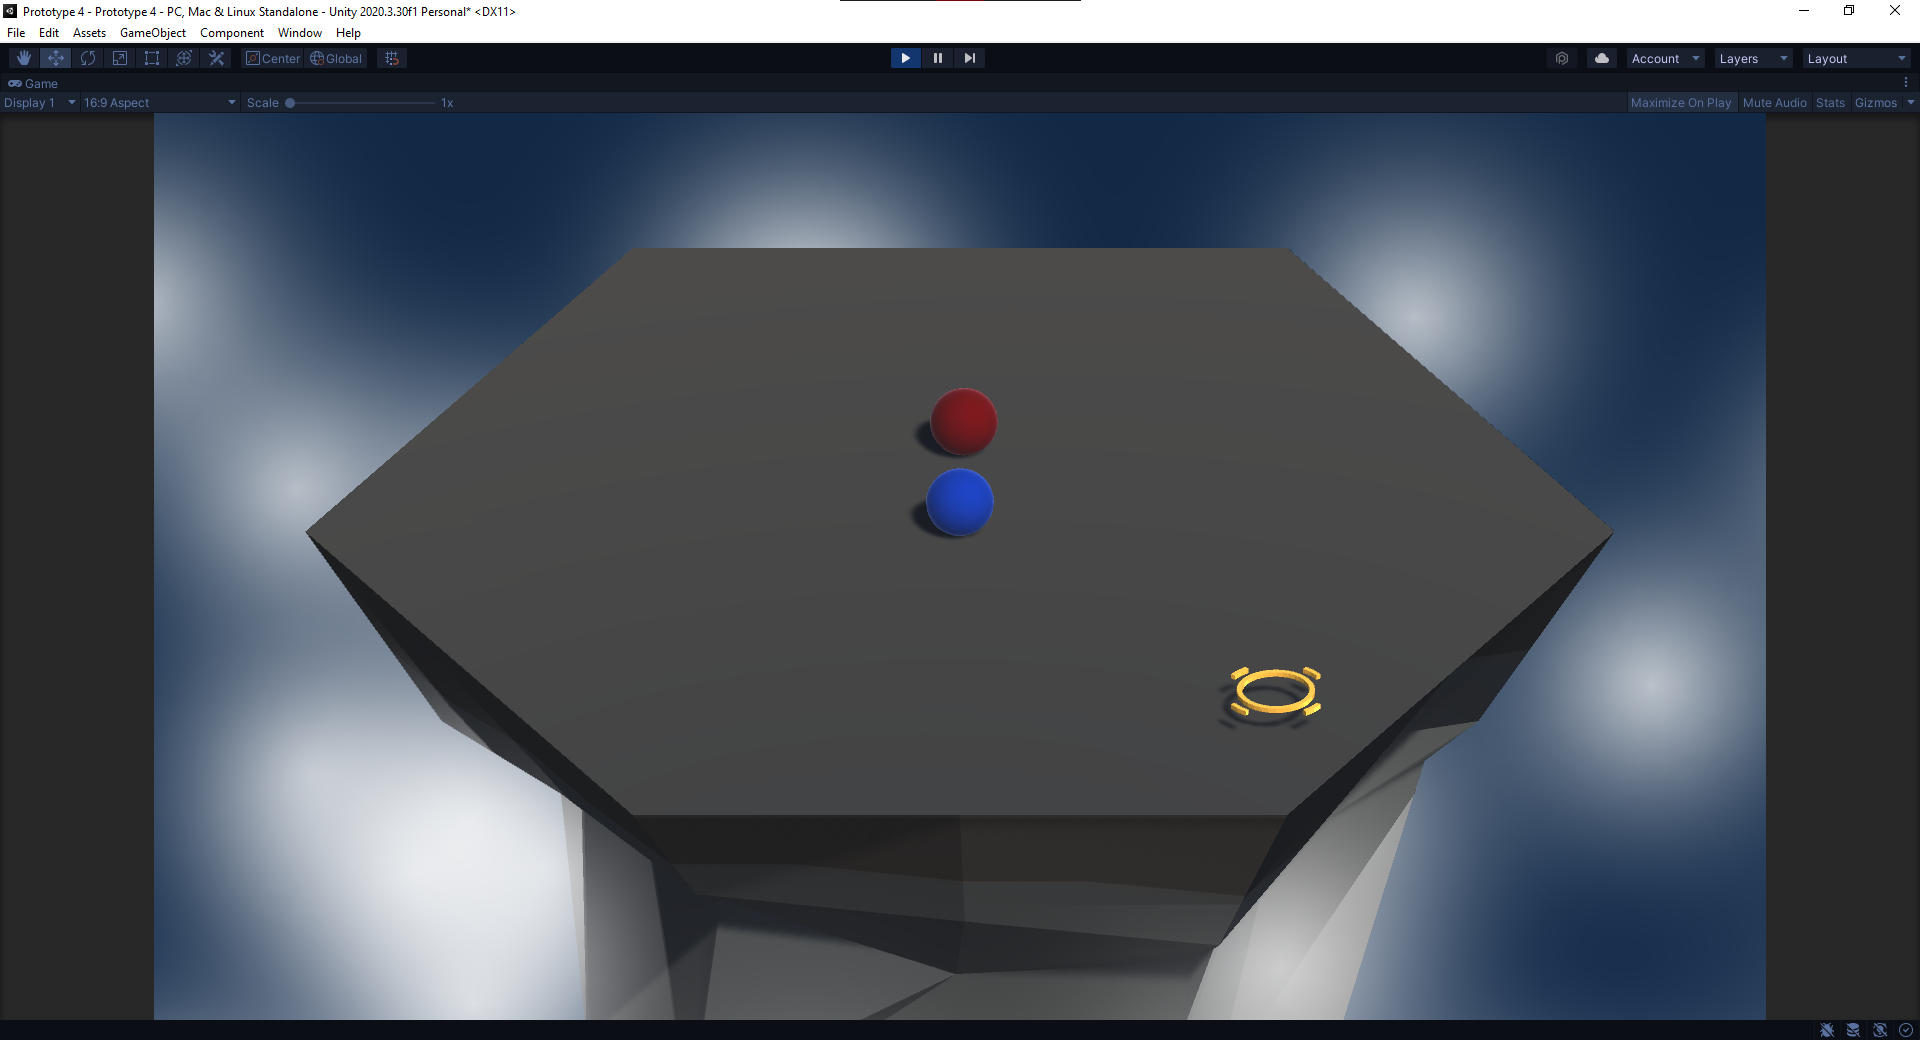 Prototype 4 - Prototype 4 - PC, Mac & Linux Standalone - Unity 2020.3.30f1 Personal* <DX11>
File Edit Assets GameObject Component Window Help
Center Global Account Layers Layout
Game
Display 1 16:9 Aspect Scale 1x Maximize On Play Mute Audio Stats Gizmos